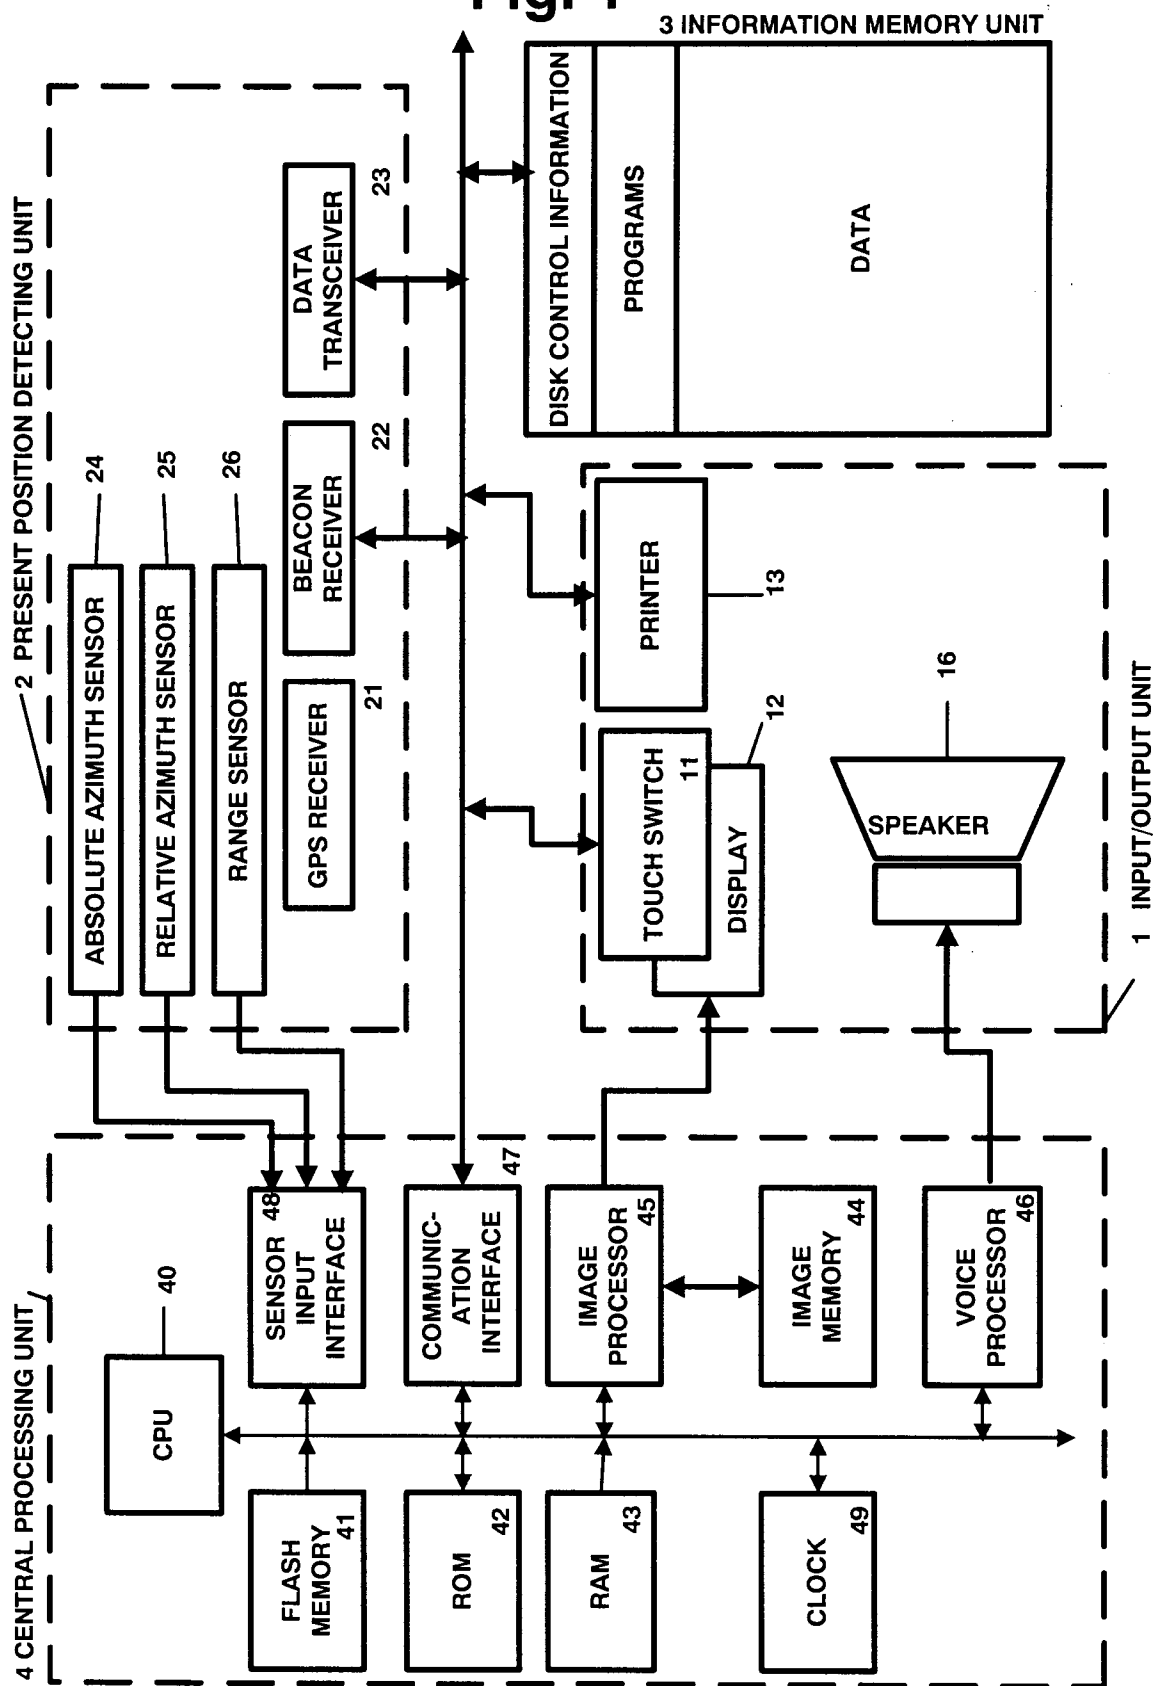 Fig. 1
3 INFORMATION MEMORY UNIT
DISK CONTROL INFORMATION
PROGRAMS
DATA
2 PRESENT POSITION DETECTING UNIT
ABSOLUTE AZIMUTH SENSOR
24
RELATIVE AZIMUTH SENSOR
25
RANGE SENSOR
26
GPS RECEIVER
21
BEACON
RECEIVER
22
DATA
TRANSCEIVER
23
TOUCH SWITCH
11
DISPLAY
12
PRINTER
13
SPEAKER
16
1 INPUT/OUTPUT UNIT
4 CENTRAL PROCESSING UNIT
CPU
40
SENSOR
INPUT
INTERFACE
48
COMMUNIC-
ATION
INTERFACE
47
IMAGE
PROCESSOR
45
IMAGE
MEMORY
44
VOICE
PROCESSOR
46
FLASH
MEMORY
41
ROM
42
RAM
43
CLOCK
49